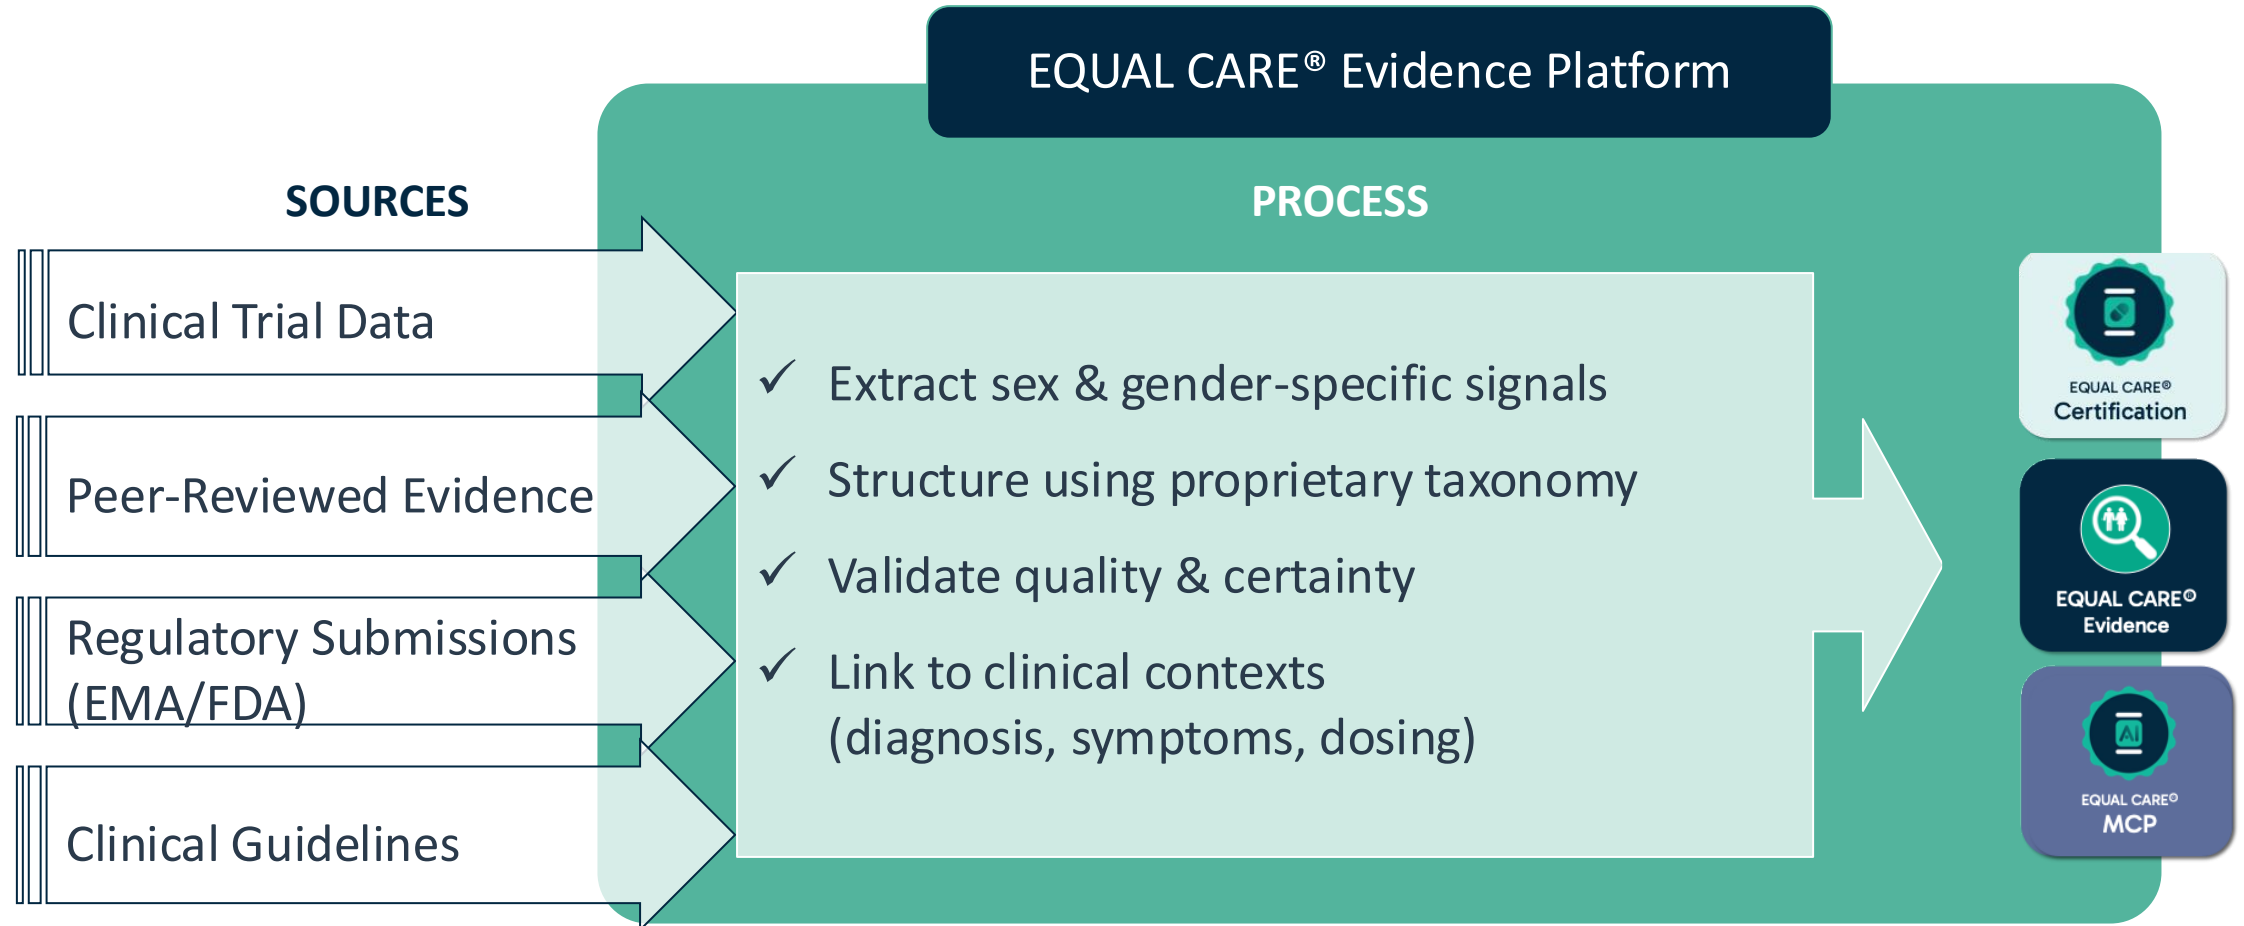 EQUAL CARE® Evidence Platform
SOURCES
PROCESS
Clinical Trial Data
Peer-Reviewed Evidence
Regulatory Submissions
(EMA/FDA)
Clinical Guidelines
✓ Extract sex & gender-specific signals
✓ Structure using proprietary taxonomy
✓ Validate quality & certainty
✓ Link to clinical contexts
(diagnosis, symptoms, dosing)
EQUAL CARE®
Certification
EQUAL CARE®
Evidence
AI
EQUAL CARE®
MCP